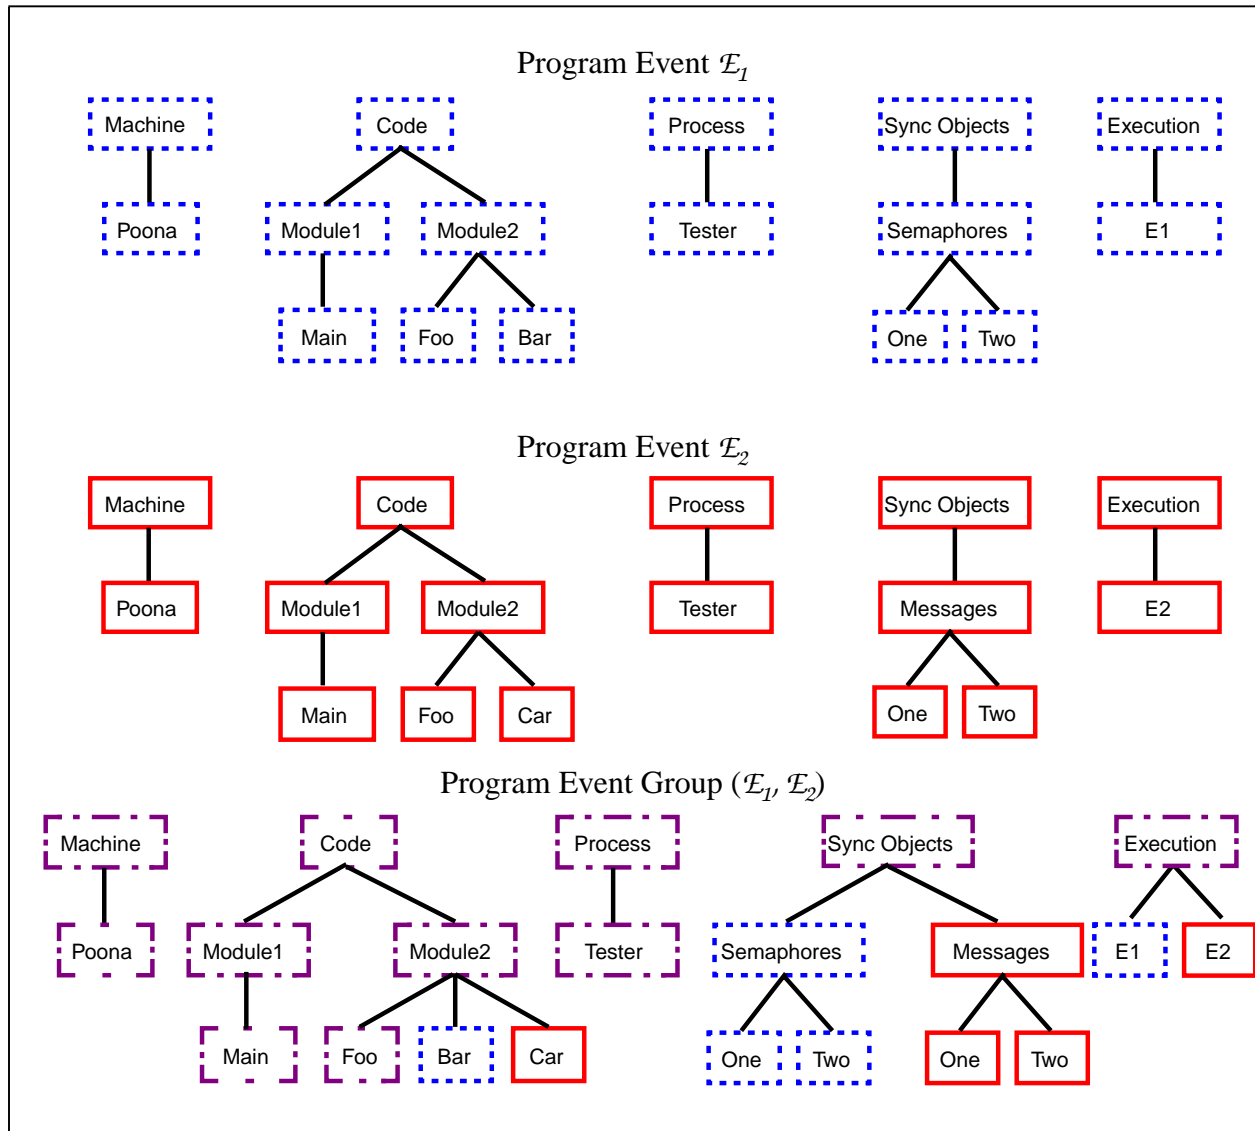 Program Event ℰ1
Machine Code Process Sync Objects Execution
Poona Module1 Module2 Tester Semaphores E1
Main Foo Bar One Two
Program Event ℰ2
Machine Code Process Sync Objects Execution
Poona Module1 Module2 Tester Messages E2
Main Foo Car One Two
Program Event Group (ℰ1, ℰ2)
Machine Code Process Sync Objects Execution
Poona Module1 Module2 Tester Semaphores Messages E1 E2
Main Foo Bar Car One Two One Two